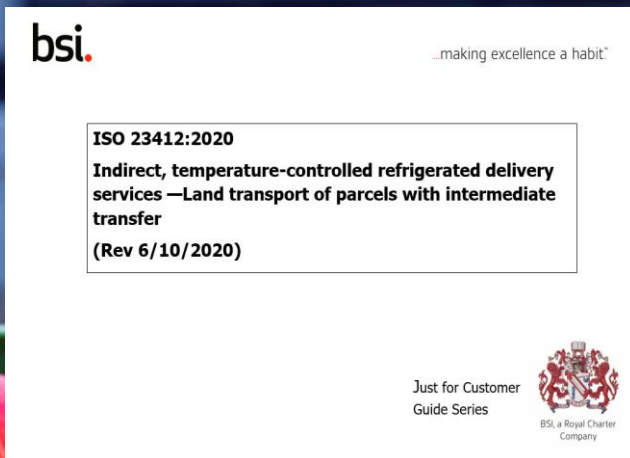 bsi.
...making excellence a habit.™
ISO 23412:2020
Indirect, temperature-controlled refrigerated delivery
services —Land transport of parcels with intermediate
transfer
(Rev 6/10/2020)
Just for Customer
Guide Series
BSI, a Royal Charter
Company